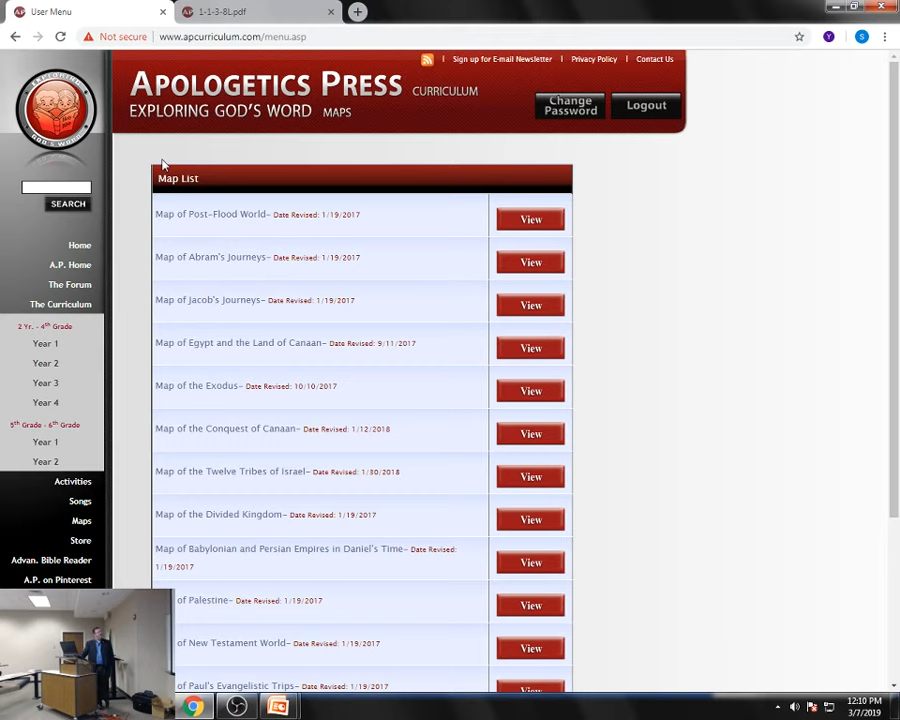 User Menu
1-1-3-8L.pdf
Not secure
www.apcurriculum.com/menu.asp
Sign up for E-mail Newsletter
Privacy Policy
Contact Us
APOLOGETICS PRESS CURRICULUM
EXPLORING GOD'S WORD MAPS
Change Password
Logout
EXPLORING
SEARCH
Home
A.P. Home
The Forum
The Curriculum
2 Yr. - 4th Grade
Year 1
Year 2
Year 3
Year 4
5th Grade - 6th Grade
Year 1
Year 2
Activities
Songs
Maps
Store
Advan. Bible Reader
A.P. on Pinterest
Map List
Map of Post-Flood World- Date Revised: 1/19/2017
View
Map of Abram's Journeys- Date Revised: 1/19/2017
View
Map of Jacob's Journeys- Date Revised: 1/19/2017
View
Map of Egypt and the Land of Canaan- Date Revised: 9/11/2017
View
Map of the Exodus- Date Revised: 10/10/2017
View
Map of the Conquest of Canaan- Date Revised: 1/12/2018
View
Map of the Twelve Tribes of Israel- Date Revised: 1/30/2018
View
Map of the Divided Kingdom- Date Revised: 1/19/2017
View
Map of Babylonian and Persian Empires in Daniel's Time- Date Revised:
1/19/2017
View
of Palestine- Date Revised: 1/19/2017
View
of New Testament World- Date Revised: 1/19/2017
View
of Paul's Evangelistic Trips- Date Revised: 1/19/2017
View
12:10 PM
3/7/2019